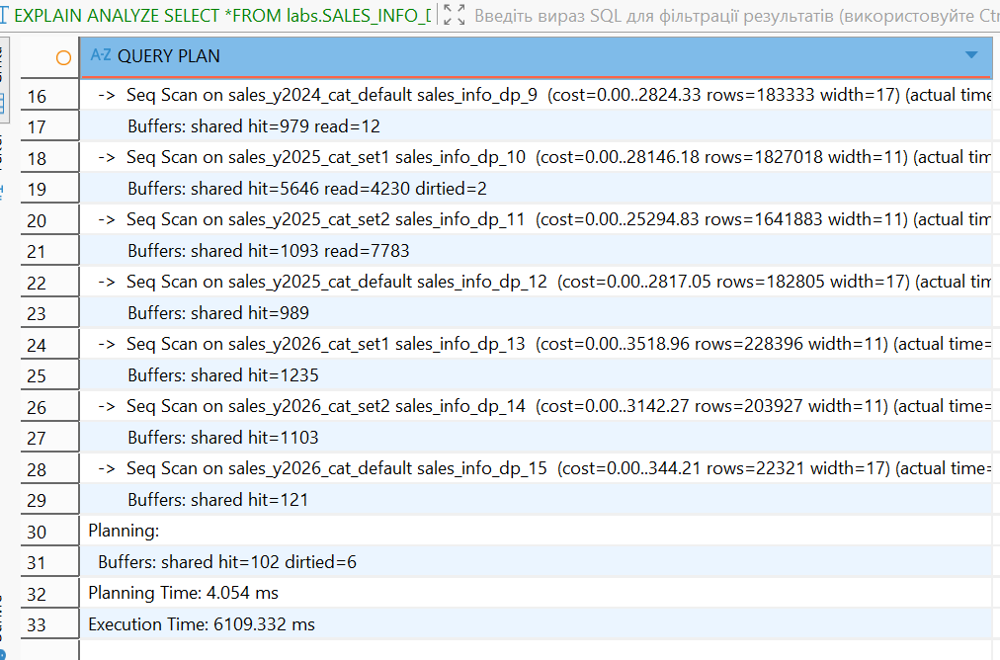 EXPLAIN ANALYZE SELECT *FROM labs.SALES_INFO_D Введіть вираз SQL для фільтрації результатів (використовуйте Ctr
A-Z QUERY PLAN
16 -> Seq Scan on sales_y2024_cat_default sales_info_dp_9 (cost=0.00..2824.33 rows=183333 width=17) (actual time
17 Buffers: shared hit=979 read=12
18 -> Seq Scan on sales_y2025_cat_set1 sales_info_dp_10 (cost=0.00..28146.18 rows=1827018 width=11) (actual tim
19 Buffers: shared hit=5646 read=4230 dirtied=2
20 -> Seq Scan on sales_y2025_cat_set2 sales_info_dp_11 (cost=0.00..25294.83 rows=1641883 width=11) (actual tim
21 Buffers: shared hit=1093 read=7783
22 -> Seq Scan on sales_y2025_cat_default sales_info_dp_12 (cost=0.00..2817.05 rows=182805 width=17) (actual tim
23 Buffers: shared hit=989
24 -> Seq Scan on sales_y2026_cat_set1 sales_info_dp_13 (cost=0.00..3518.96 rows=228396 width=11) (actual time=
25 Buffers: shared hit=1235
26 -> Seq Scan on sales_y2026_cat_set2 sales_info_dp_14 (cost=0.00..3142.27 rows=203927 width=11) (actual time=
27 Buffers: shared hit=1103
28 -> Seq Scan on sales_y2026_cat_default sales_info_dp_15 (cost=0.00..344.21 rows=22321 width=17) (actual time=
29 Buffers: shared hit=121
30 Planning:
31 Buffers: shared hit=102 dirtied=6
32 Planning Time: 4.054 ms
33 Execution Time: 6109.332 ms